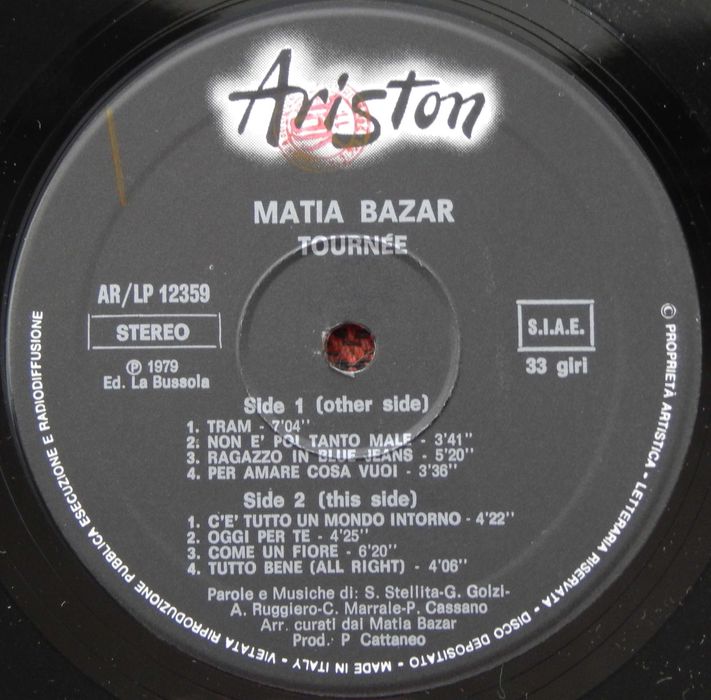 Ariston
MATIA BAZAR
TOURNÉE
AR/LP 12359
STEREO
Ⓟ 1979
Ed. La Bussola
S.I.A.E.
33 giri
Side 1 (other side)
1. TRAM - 7'04''
2. NON E' POI TANTO MALE - 3'41''
3. RAGAZZO IN BLUE JEANS - 5'20''
4. PER AMARE COSA VUOI - 3'36''
Side 2 (this side)
1. C'E' TUTTO UN MONDO INTORNO - 4'22''
2. OGGI PER TE - 4'25''
3. COME UN FIORE - 6'20''
4. TUTTO BENE (ALL RIGHT) - 4'06''
Parole e Musiche di: S. Stellita-G. Golzi-
A. Ruggiero-C. Marrale-P. Cassano
Arr. curati dai Matia Bazar
Prod. P Cattaneo
© PROPRIETÀ ARTISTICA - LETTERARIA RISERVATA - DISCO DEPOSITATO - MADE IN ITALY - VIETATA RIPRODUZIONE PUBBLICA ESECUZIONE E RADIODIFFUSIONE